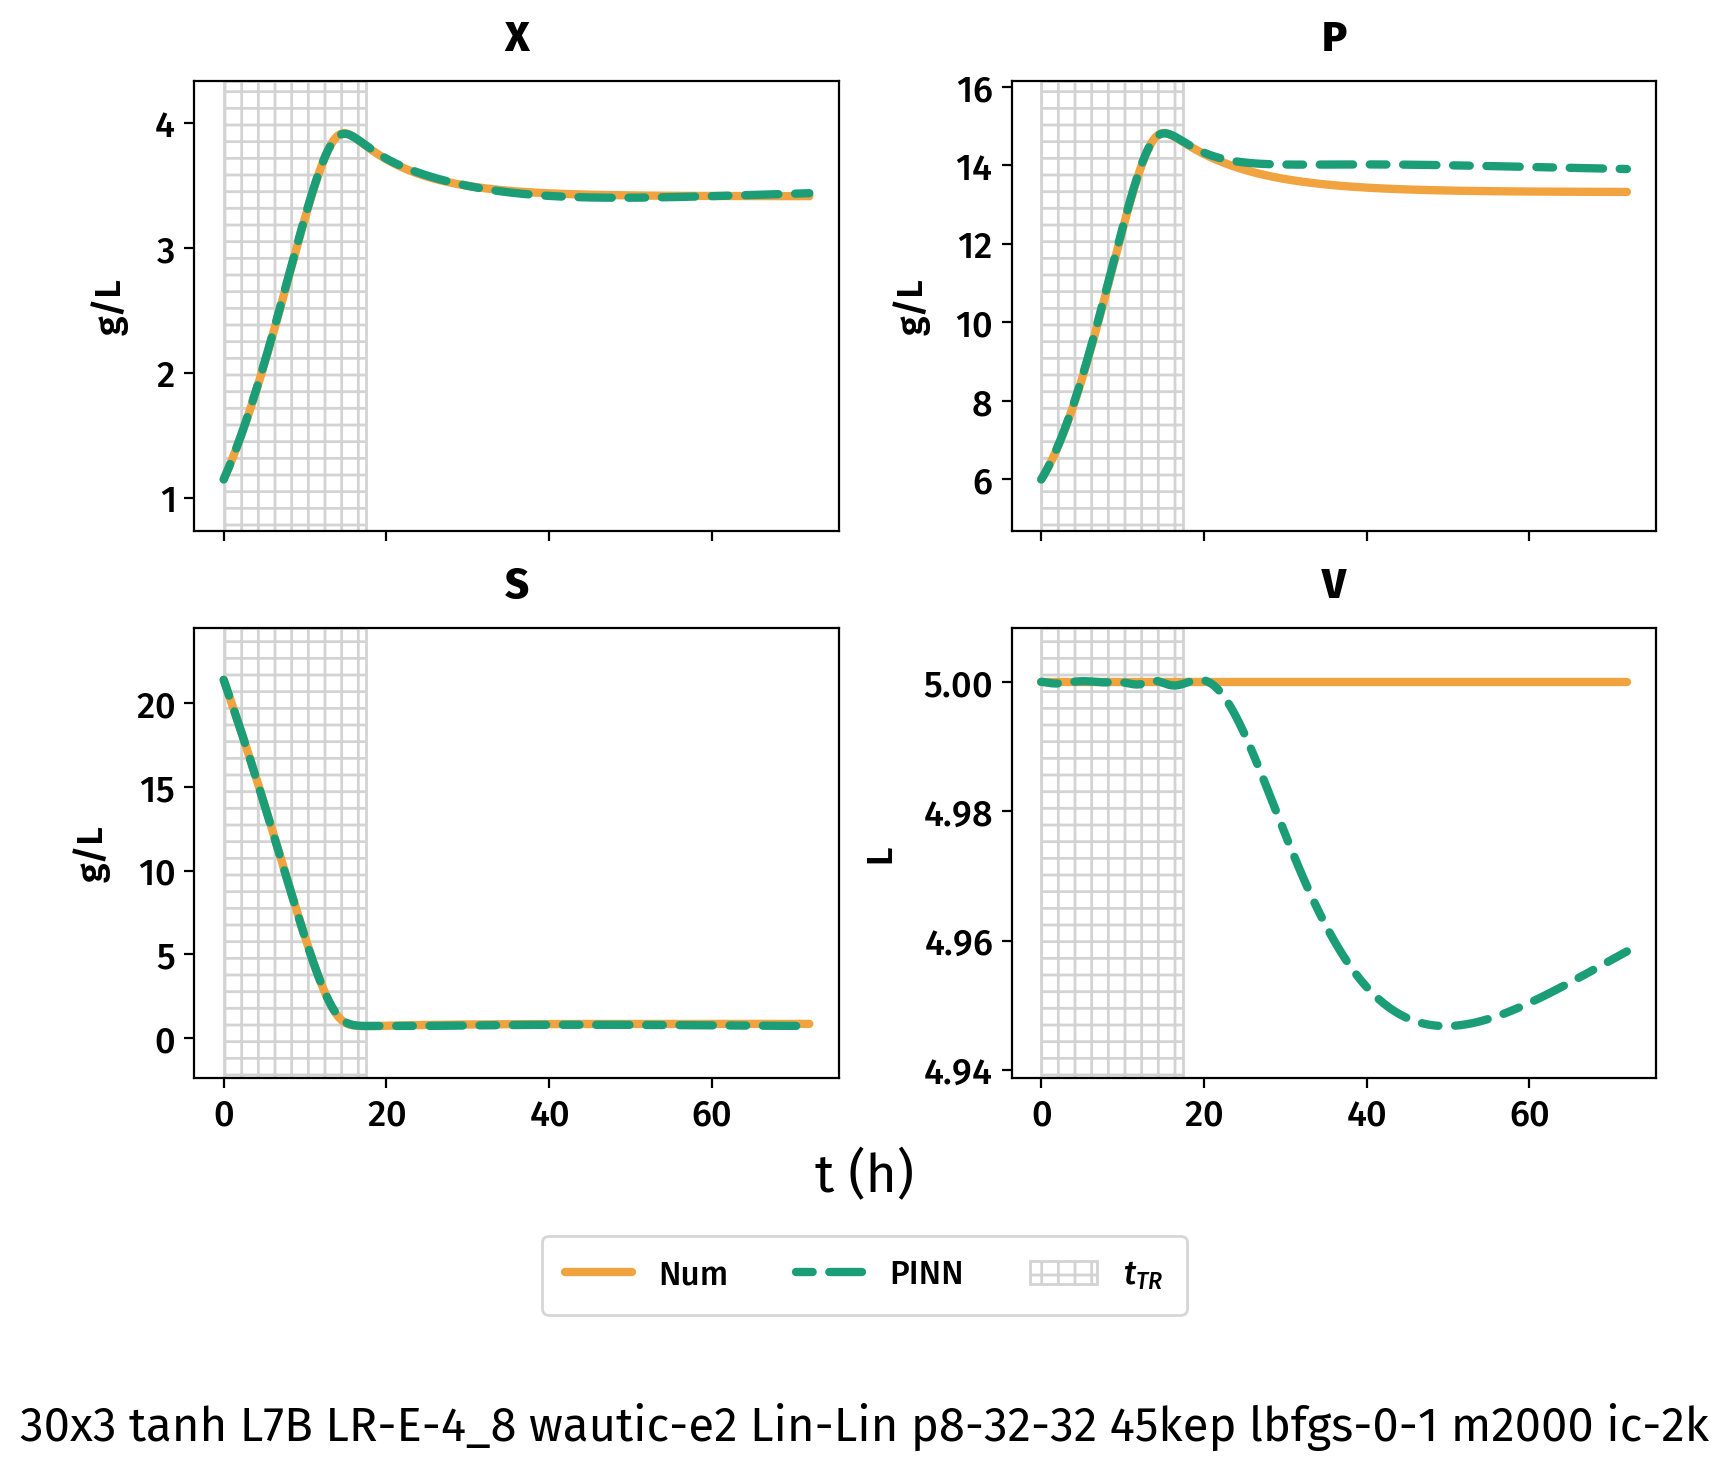 X
P
4
3
2
1
g/L
16
14
12
10
8
6
g/L
S
V
20
15
10
5
0
g/L
0 20 40 60
5.00
4.98
4.96
4.94
L
0 20 40 60
t (h)
Num PINN tTR
30x3 tanh L7B LR-E-4_8 wautic-e2 Lin-Lin p8-32-32 45kep lbfgs-0-1 m2000 ic-2k